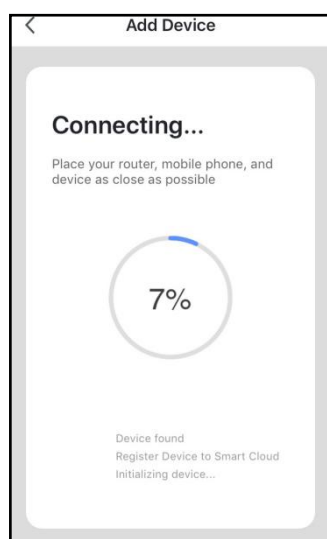 Add Device
Connecting...
Place your router, mobile phone, and
device as close as possible
7%
Device found
Register Device to Smart Cloud
Initializing device...